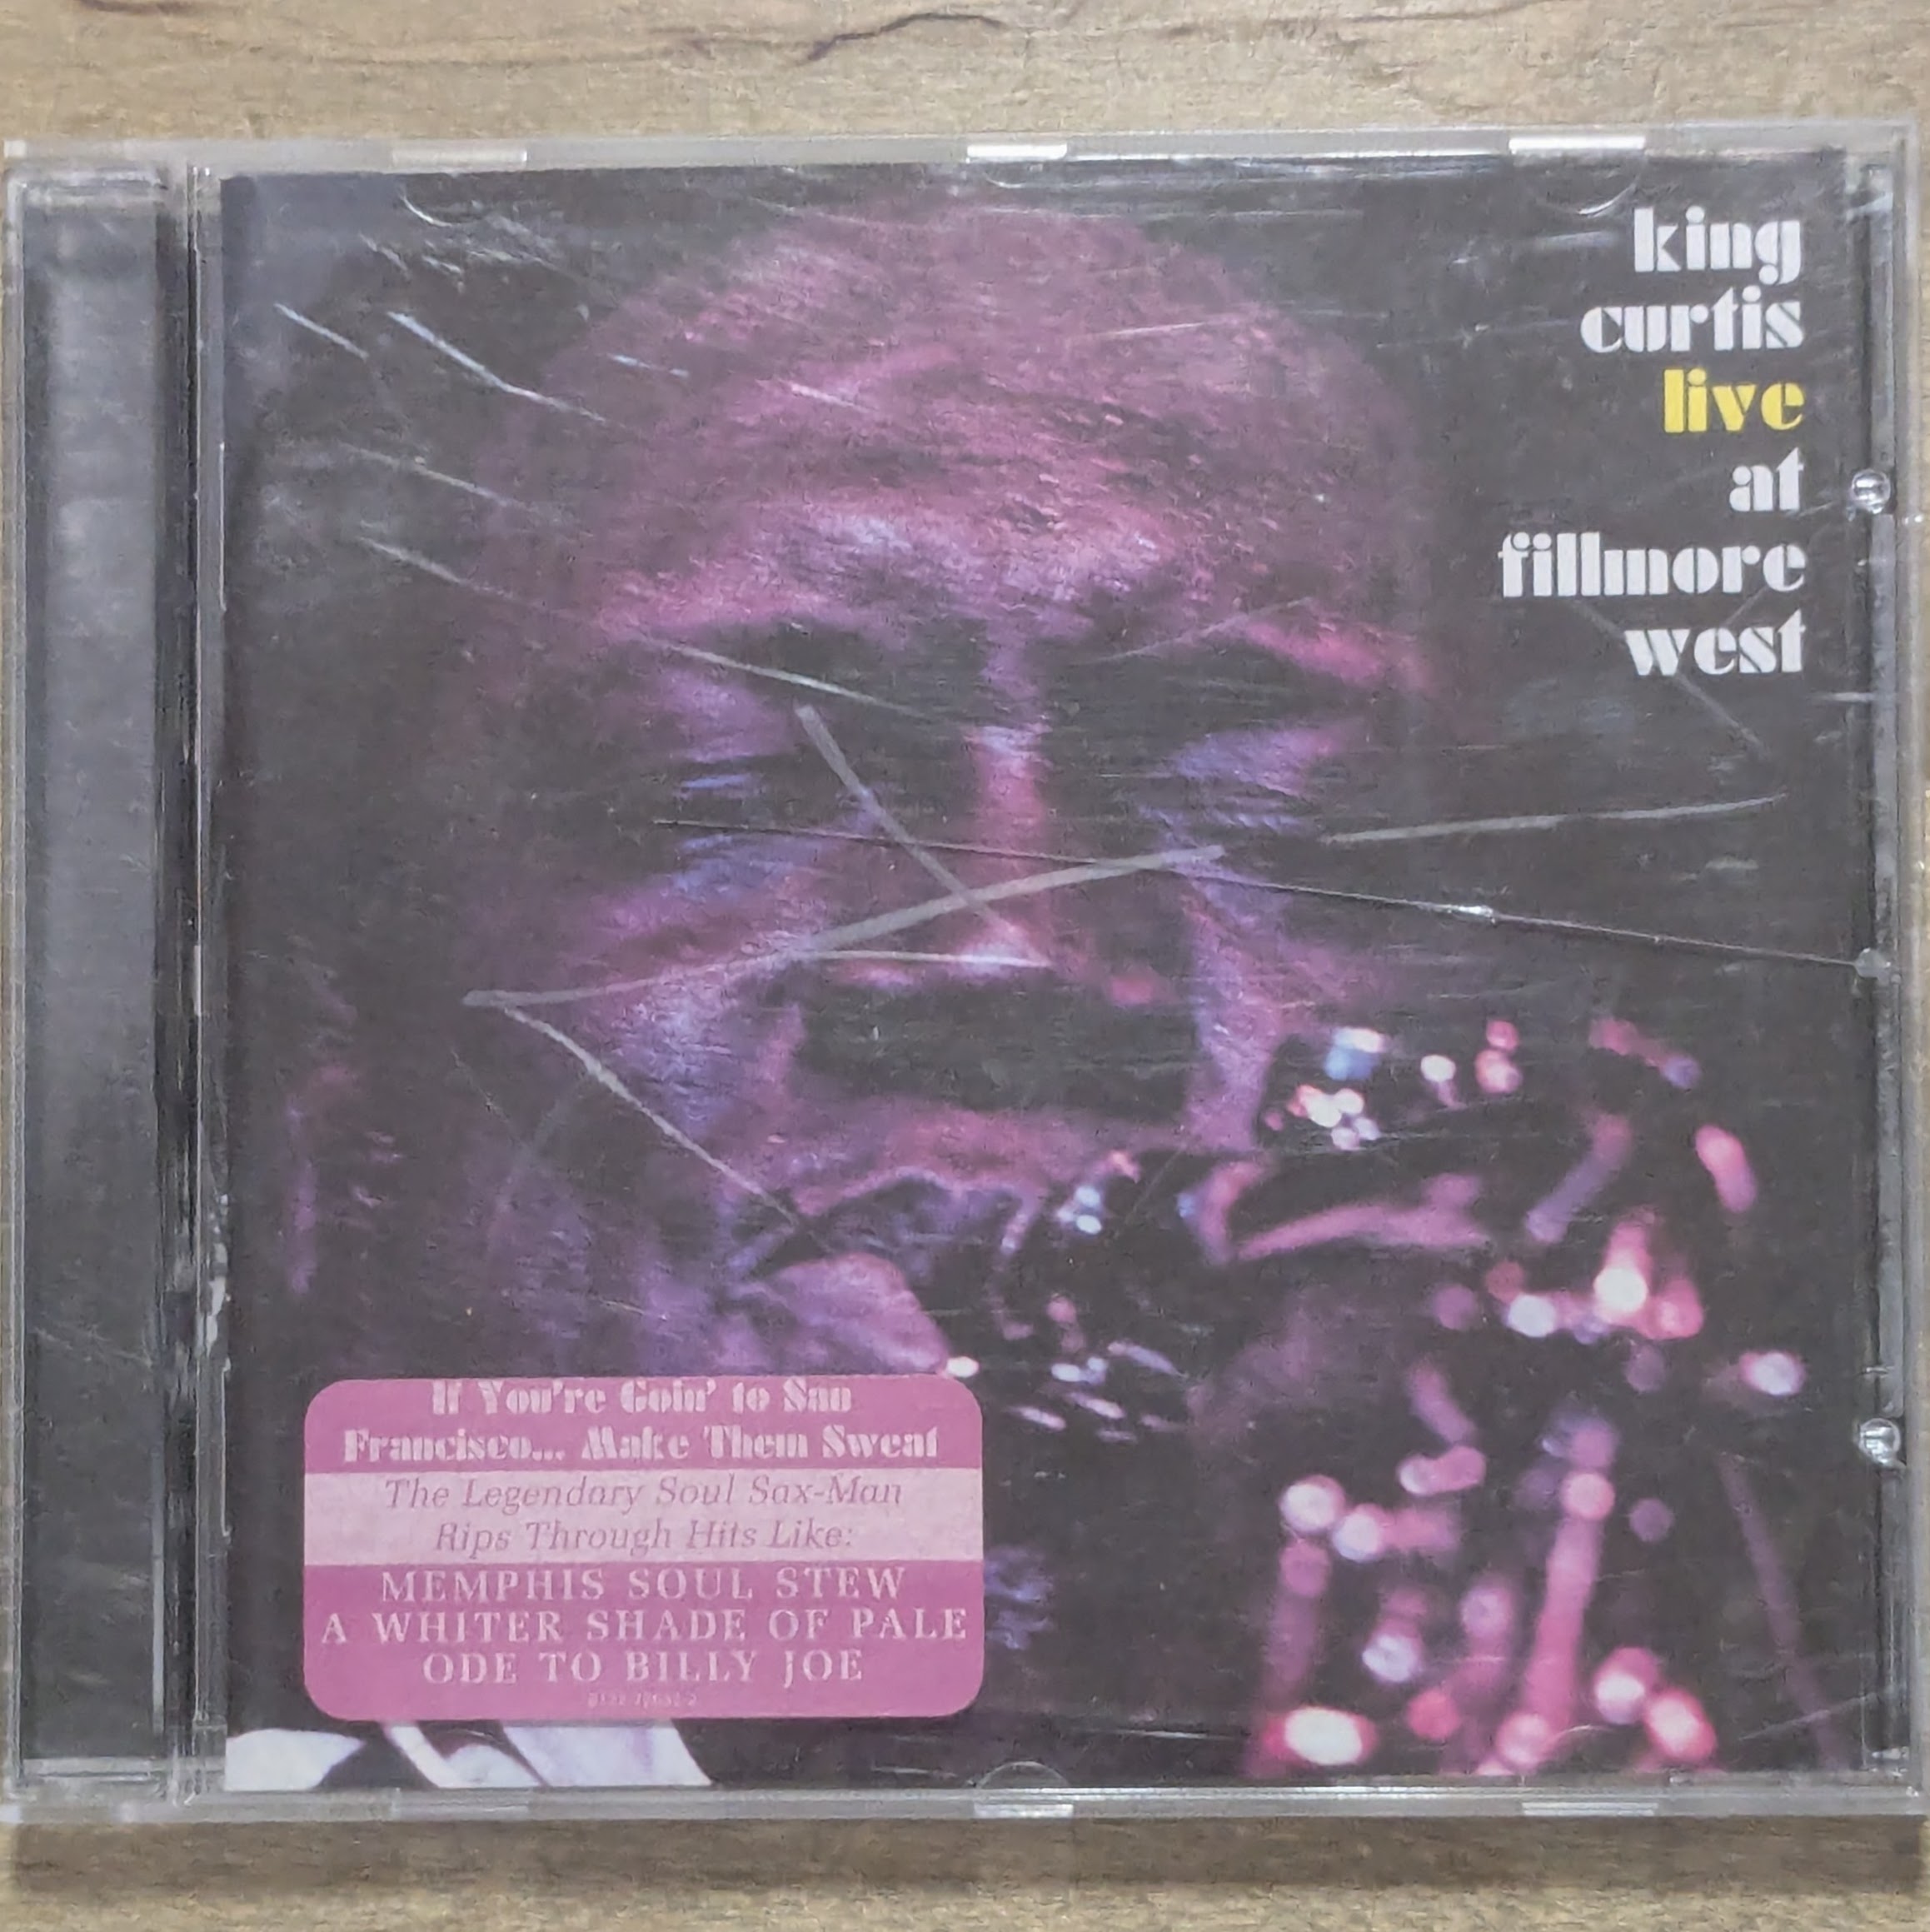 king
curtis
live
at
fillmore
west
If You're Goin' to San
Francisco... Make Them Sweat
The Legendary Soul Sax-Man
Rips Through Hits Like:
MEMPHIS SOUL STEW
A WHITER SHADE OF PALE
ODE TO BILLY JOE